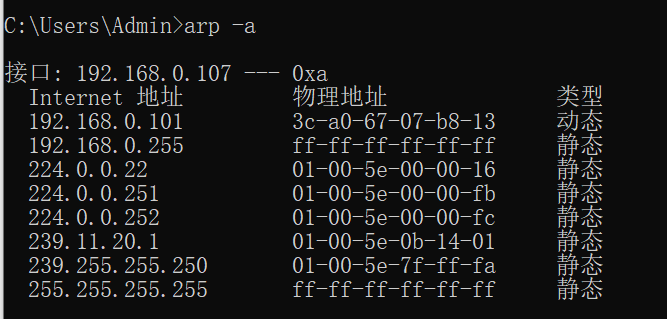 C:\Users\Admin>arp -a
接口: 192.168.0.107 --- 0xa
Internet 地址 物理地址 类型
192.168.0.101 3c-a0-67-07-b8-13 动态
192.168.0.255 ff-ff-ff-ff-ff-ff 静态
224.0.0.22 01-00-5e-00-00-16 静态
224.0.0.251 01-00-5e-00-00-fb 静态
224.0.0.252 01-00-5e-00-00-fc 静态
239.11.20.1 01-00-5e-0b-14-01 静态
239.255.255.250 01-00-5e-7f-ff-fa 静态
255.255.255.255 ff-ff-ff-ff-ff-ff 静态